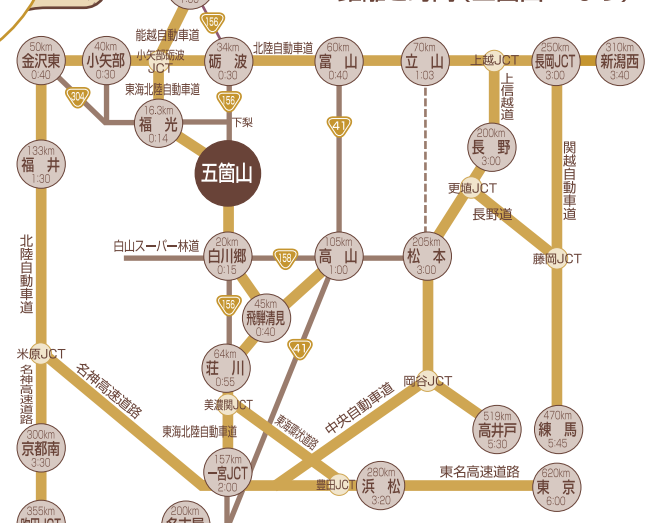 156
能越自動車道
50km
金沢東
0:40
40km
小矢部
0:30
小矢部砺波
JCT
34km
砺 波
0:30
北陸自動車道
60km
富 山
0:40
70km
立 山
1:03
上越JCT
250km
長岡JCT
3:00
310km
新潟西
3:40
304
東海北陸自動車道
16.3km
福 光
0:14
156
下梨
41
上信越道
133km
福 井
1:30
五箇山
200km
長 野
3:00
関越自動車道
更埴JCT
長野道
北陸自動車道
白山スーパー林道
20km
白川郷
0:15
158
105km
高 山
1:00
205km
松 本
3:00
藤岡JCT
156
45km
飛騨清見
0:40
41
米原JCT
名神高速道路
名神高速道路
64km
荘 川
0:55
美濃関JCT
東海北陸自動車道
東海環状道路
中央自動車道
岡谷JCT
519km
高井戸
5:30
470km
練 馬
5:45
300km
京都南
3:30
157km
一宮JCT
2:00
豊田JCT
280km
浜 松
3:20
東名高速道路
620km
東 京
6:00
355km
吹田JCT
200km
名古屋